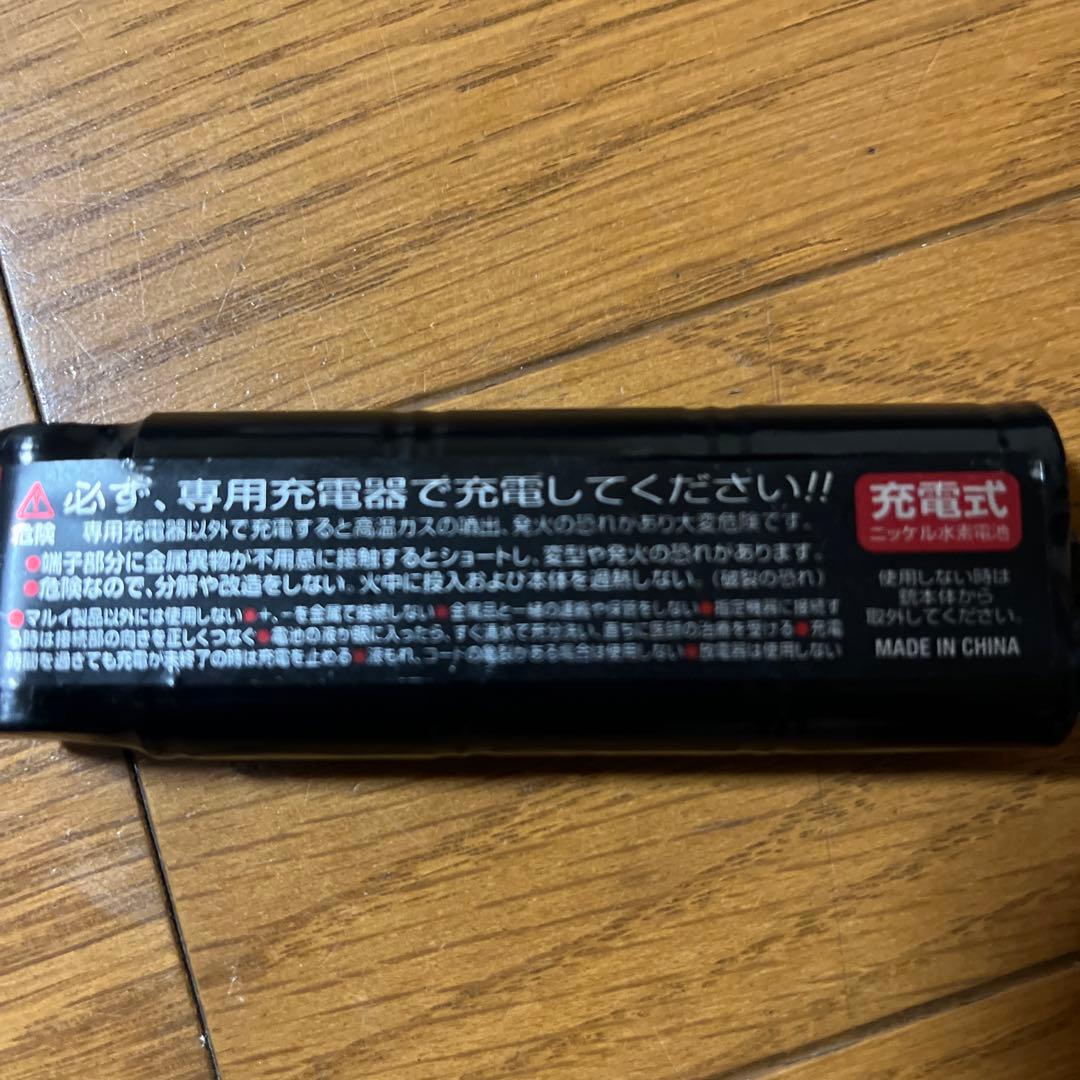 必ず、専用充電器で充電してください!!
危険 専用充電器以外で充電すると高温ガスの噴出、発火の恐れがあり大変危険です。
●端子部分に金属異物が不用意に接触するとショートし、変型や発火の恐れがあります。
●危険なので、分解や改造をしない。火中に投入および本体を過熱しない。(破裂の恐れ)
●マルイ製品以外には使用しない●+、-を金属で接続しない●金属品と一緒の運搬や保管をしない●指定機器に接続す
る時は接続部の向きを正しくつなぐ●電池の液が眼に入ったら、すぐ清水で充分洗い、直ちに医師の治療を受ける●充電
時間を過ぎても充電が未終了の時は充電を止める●液もれ、コードの亀裂がある場合は使用しない●放電器は使用しない
充電式
ニッケル水素電池
使用しない時は
銃本体から
取外してください。
MADE IN CHINA